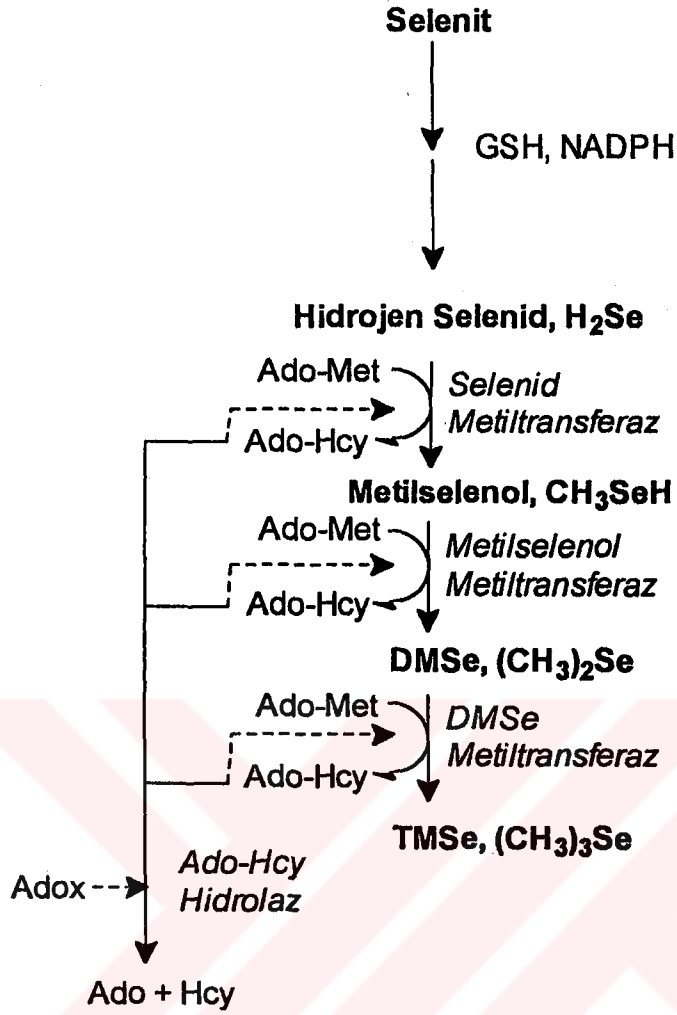 Selenit
GSH, NADPH
Hidrojen Selenid, H₂Se
Ado-Met
Selenid
Metiltransferaz
Ado-Hcy
Metilselenol, CH₃SeH
Ado-Met
Metilselenol
Metiltransferaz
Ado-Hcy
DMSe, (CH₃)₂Se
Ado-Met
DMSe
Metiltransferaz
Ado-Hcy
TMSe, (CH₃)₃Se
Ado-Hcy
Hidrolaz
Adox
Ado + Hcy